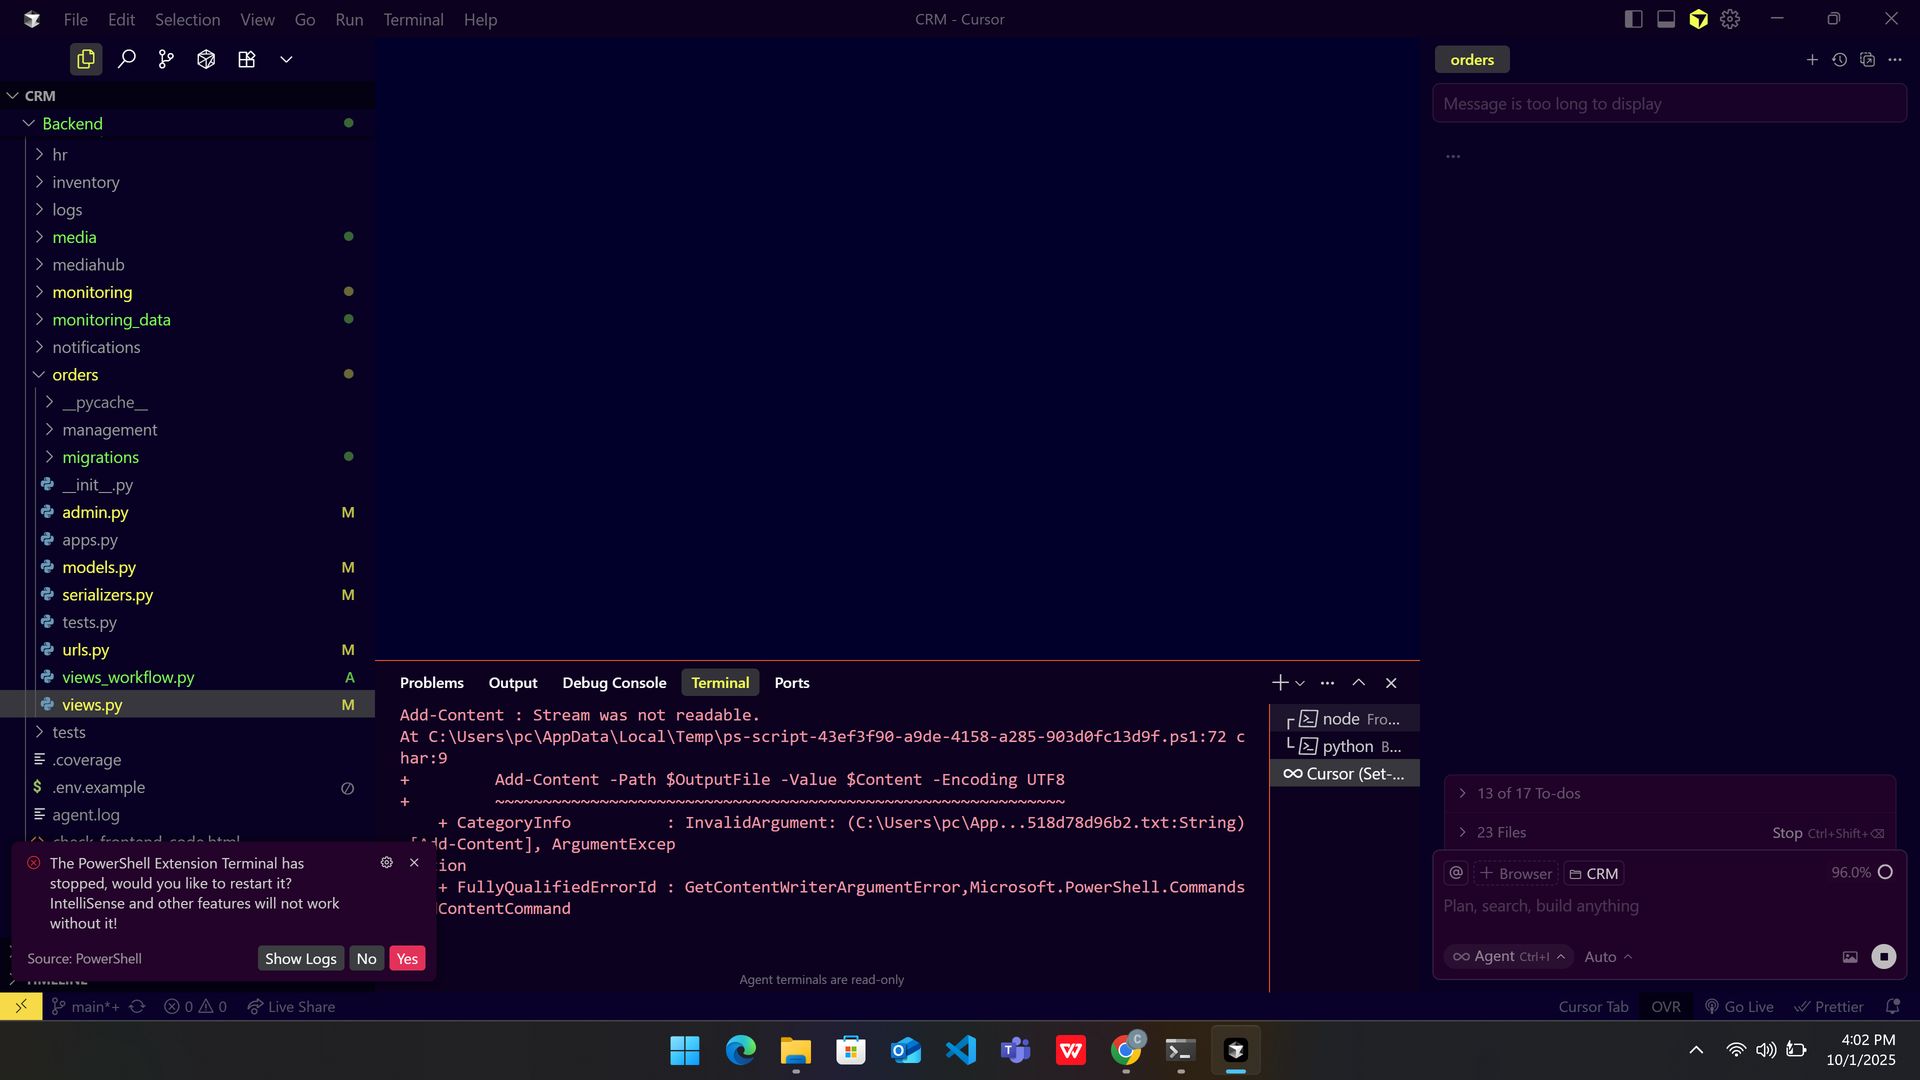 File Edit Selection View Go Run Terminal Help
CRM - Cursor
CRM
Backend
hr
inventory
logs
media
mediahub
monitoring
monitoring_data
notifications
orders
__pycache__
management
migrations
__init__.py
admin.py M
apps.py
models.py M
serializers.py M
tests.py
urls.py M
views_workflow.py A
views.py M
tests
.coverage
$ .env.example
agent.log
check_frontend_code.html
The PowerShell Extension Terminal has
stopped, would you like to restart it?
IntelliSense and other features will not work
without it!
Source: PowerShell Show Logs No Yes
TIMELINE
Problems Output Debug Console Terminal Ports
Add-Content : Stream was not readable.
At C:\Users\pc\AppData\Local\Temp\ps-script-43ef3f90-a9de-4158-a285-903d0fc13d9f.ps1:72 c
har:9
+         Add-Content -Path $OutputFile -Value $Content -Encoding UTF8
+         ~~~~~~~~~~~~~~~~~~~~~~~~~~~~~~~~~~~~~~~~~~~~~~~~~~~~~~~~~~~~
+ CategoryInfo          : InvalidArgument: (C:\Users\pc\App...518d78d96b2.txt:String)
[Add-Content], ArgumentExcep
tion
+ FullyQualifiedErrorId : GetContentWriterArgumentError,Microsoft.PowerShell.Commands
dContentCommand
Agent terminals are read-only
node Fro...
python B...
Cursor (Set-...
orders
Message is too long to display
...
13 of 17 To-dos
23 Files Stop Ctrl+Shift+⌫
@ + Browser CRM 96.0%
Plan, search, build anything
Agent Ctrl+I Auto
main*+ 0 0 Live Share
Cursor Tab OVR Go Live Prettier
4:02 PM
10/1/2025